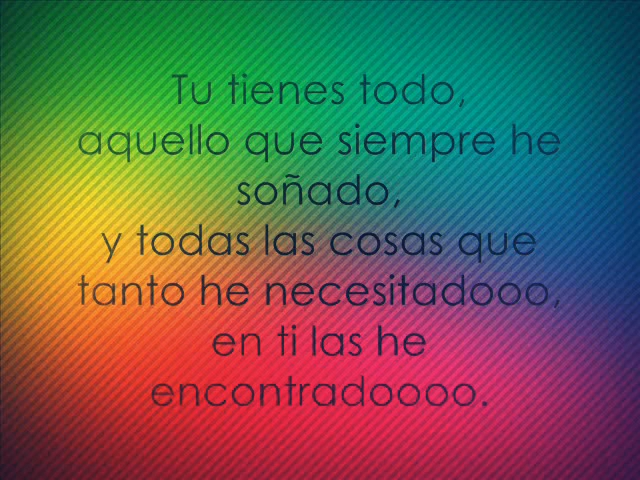 Tu tienes todo,
aquello que siempre he
soñado,
y todas las cosas que
tanto he necesitadooo,
en ti las he
encontradoooo.